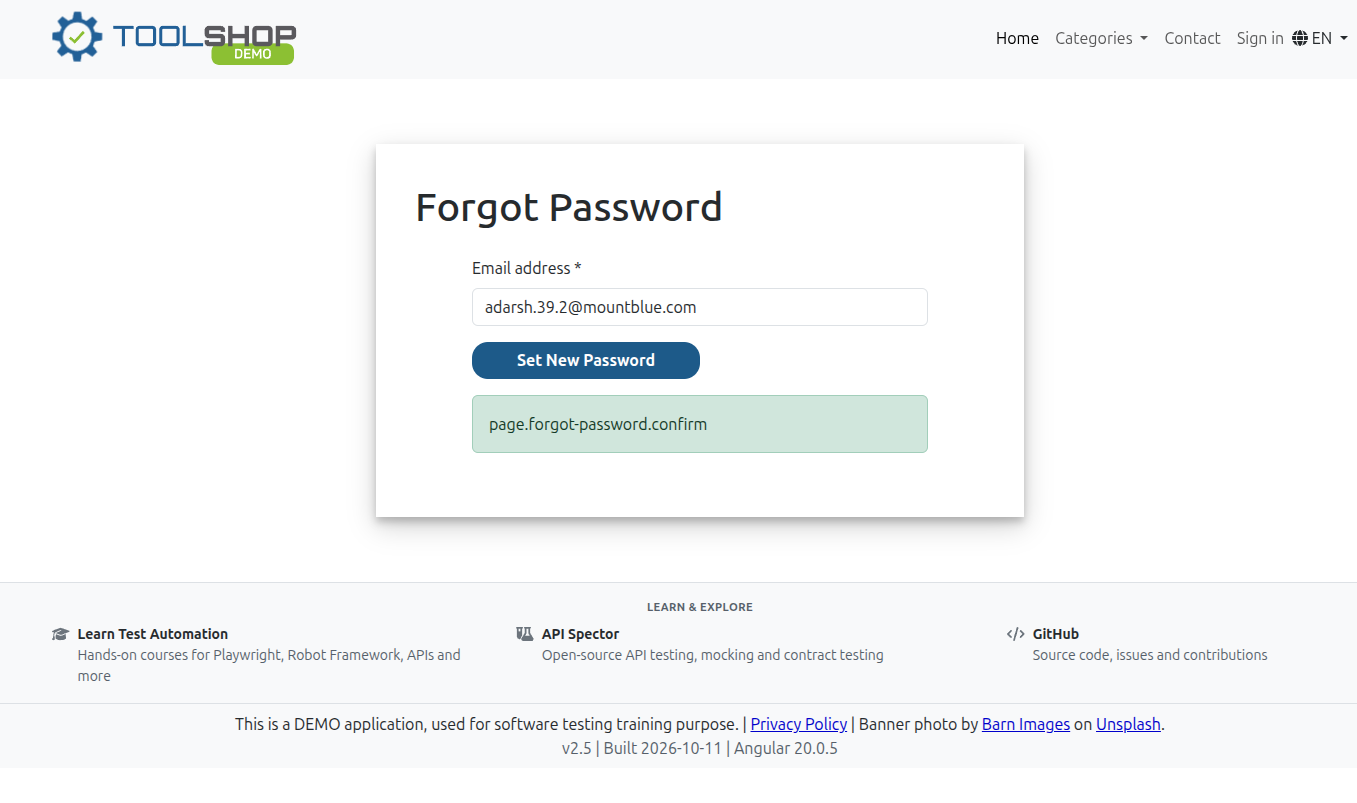 TOOLSHOP
DEMO
Home Categories Contact Sign in EN
Forgot Password
Email address *
adarsh.39.2@mountblue.com
Set New Password
page.forgot-password.confirm
LEARN & EXPLORE
Learn Test Automation
Hands-on courses for Playwright, Robot Framework, APIs and
more
API Spector
Open-source API testing, mocking and contract testing
GitHub
Source code, issues and contributions
This is a DEMO application, used for software testing training purpose. | Privacy Policy | Banner photo by Barn Images on Unsplash.
v2.5 | Built 2026-10-11 | Angular 20.0.5